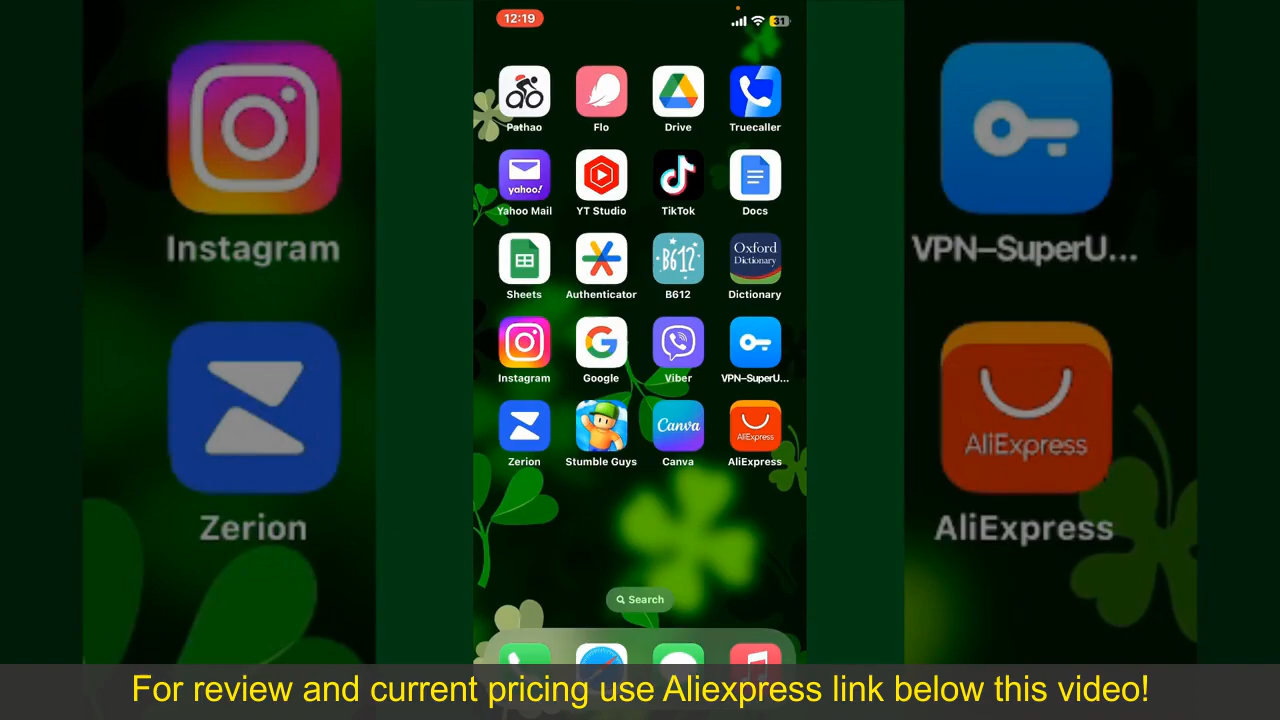 12:19
31
Pathao
Flo
Drive
Truecaller
yahoo!
Yahoo Mail
YT Studio
TikTok
Docs
B612
Oxford
Dictionary
Sheets
Authenticator
B612
Dictionary
Instagram
Google
Viber
VPN–SuperU...
Canva
AliExpress
Zerion
Stumble Guys
Canva
AliExpress
Search
Instagram
Zerion
VPN–SuperU...
AliExpress
AliExpress
For review and current pricing use Aliexpress link below this video!